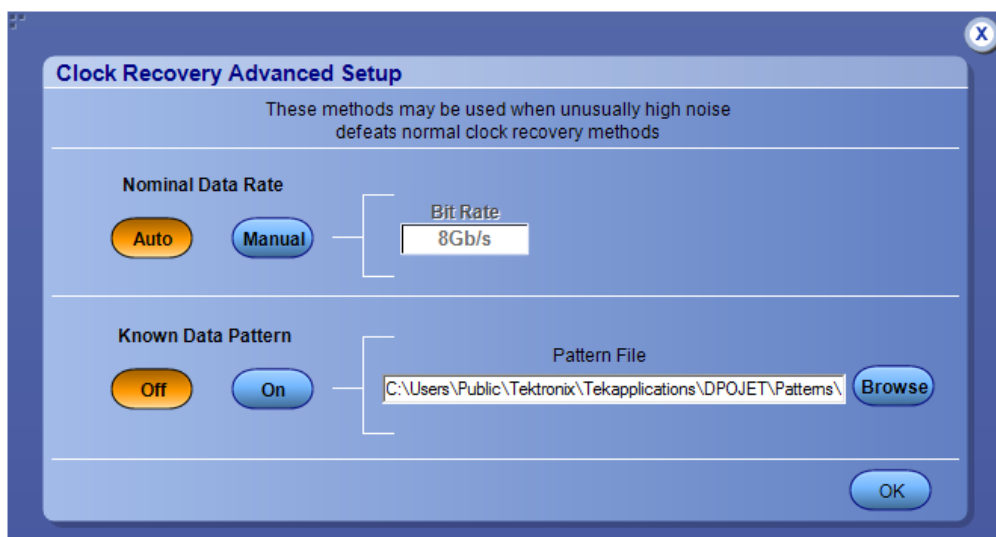 X
Clock Recovery Advanced Setup
These methods may be used when unusually high noise
defeats normal clock recovery methods
Nominal Data Rate
Auto
Manual
Bit Rate
8Gb/s
Known Data Pattern
Off
On
Pattern File
C:\Users\Public\Tektronix\Tekapplications\DPOJET\Patterns\
Browse
OK